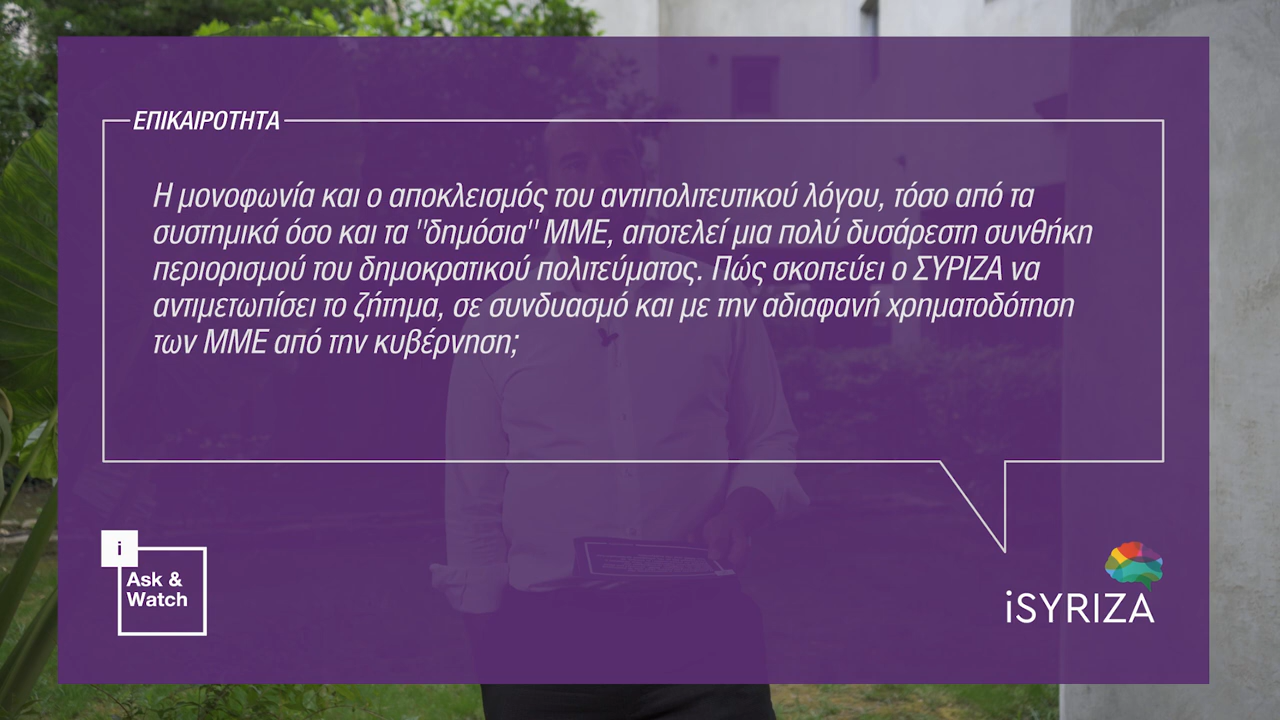 ΕΠΙΚΑΙΡΟΤΗΤΑ
Η μονοφωνία και ο αποκλεισμός του αντιπολιτευτικού λόγου, τόσο από τα
συστημικά όσο και τα "δημόσια" ΜΜΕ, αποτελεί μια πολύ δυσάρεστη συνθήκη
περιορισμού του δημοκρατικού πολιτεύματος. Πώς σκοπεύει ο ΣΥΡΙΖΑ να
αντιμετωπίσει το ζήτημα, σε συνδυασμό και με την αδιαφανή χρηματοδότηση
των ΜΜΕ από την κυβέρνηση;
i
Ask &
Watch
iSYRIZA